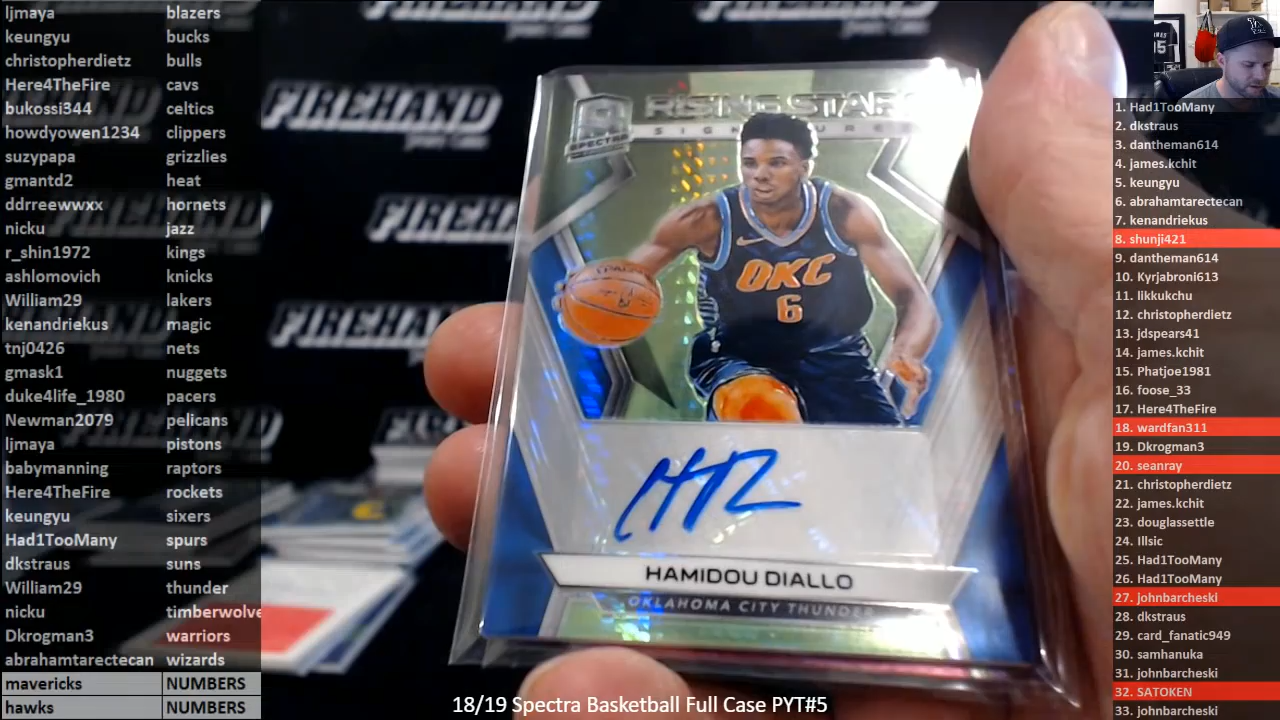 ljmaya blazers
keungyu bucks
christopherdietz bulls
Here4TheFire cavs
bukossi344 celtics
howdyowen1234 clippers
suzypapa grizzlies
gmantd2 heat
ddrreewwxx hornets
nicku jazz
r_shin1972 kings
ashlomovich knicks
William29 lakers
kenandriekus magic
tnj0426 nets
gmask1 nuggets
duke4life_1980 pacers
Newman2079 pelicans
ljmaya pistons
babymanning raptors
Here4TheFire rockets
keungyu sixers
Had1TooMany spurs
dkstraus suns
William29 thunder
nicku timberwolve
Dkrogman3 warriors
abrahamtarectecan wizards
mavericks NUMBERS
hawks NUMBERS
FIREHAND
FIREHAND
FIREHAND
FIREHAND
RISING STAR
SIGNATURE
SPECTRA
OKC
6
HAMIDOU DIALLO
OKLAHOMA CITY THUNDER
18/19 Spectra Basketball Full Case PYT#5
1. Had1TooMany
2. dkstraus
3. dantheman614
4. james.kchit
5. keungyu
6. abrahamtarectecan
7. kenandriekus
8. shunji421
9. dantheman614
10. Kyrjabroni613
11. likkukchu
12. christopherdietz
13. jdspears41
14. james.kchit
15. Phatjoe1981
16. foose_33
17. Here4TheFire
18. wardfan311
19. Dkrogman3
20. seanray
21. christopherdietz
22. james.kchit
23. douglassettle
24. Illsic
25. Had1TooMany
26. Had1TooMany
27. johnbarcheski
28. dkstraus
29. card_fanatic949
30. samhanuka
31. johnbarcheski
32. SATOKEN
33. johnbarcheski